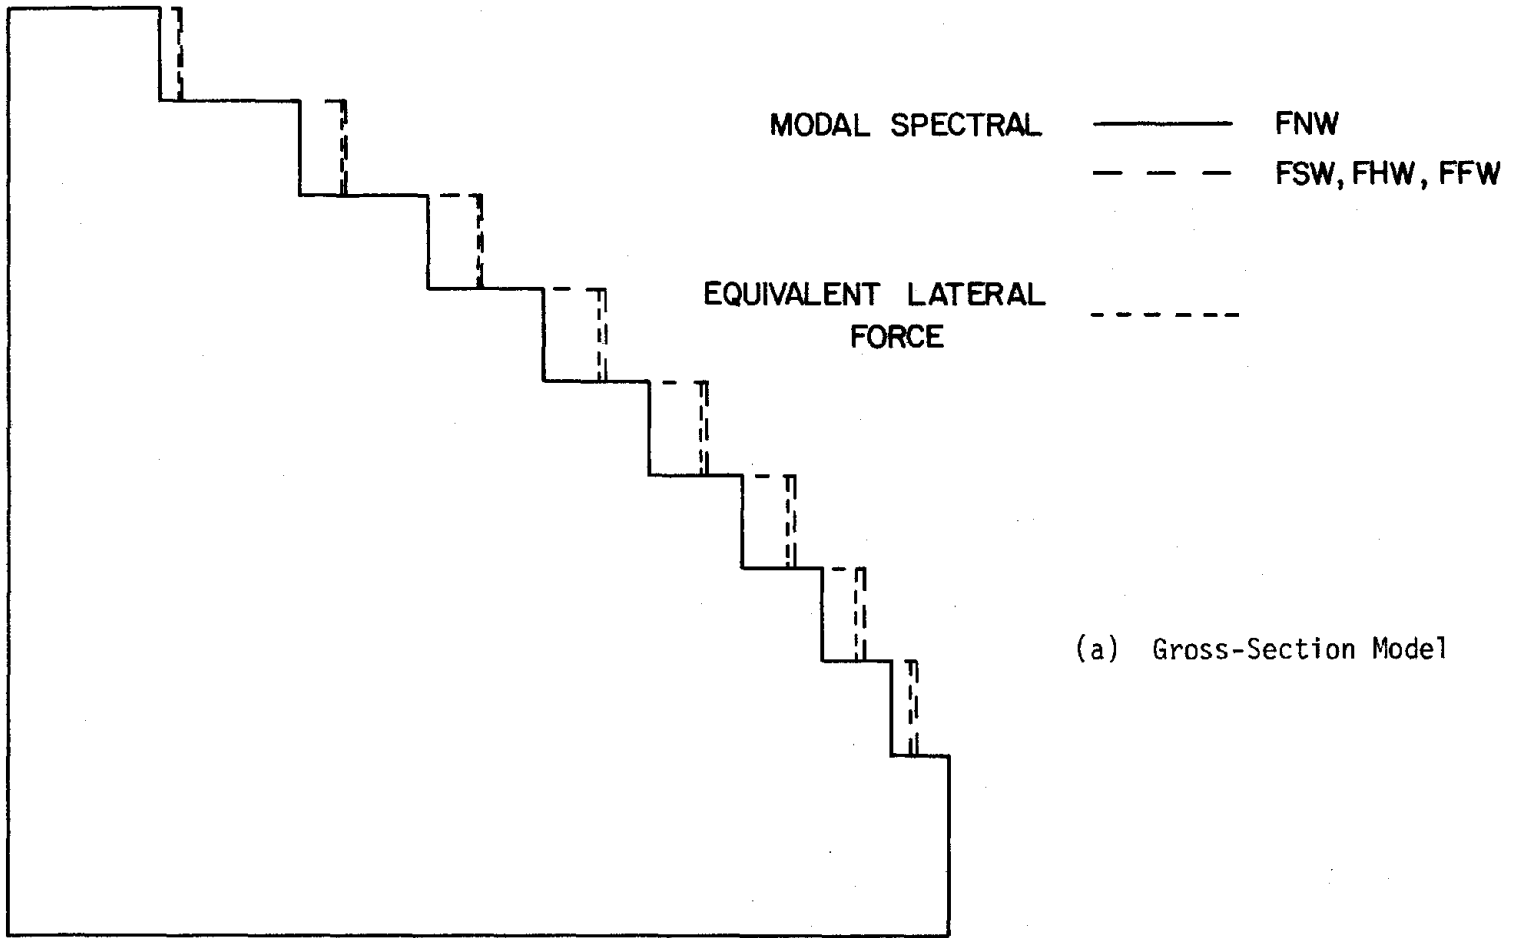 MODAL SPECTRAL
FNW
FSW, FHW, FFW
EQUIVALENT LATERAL
FORCE
(a) Gross-Section Model